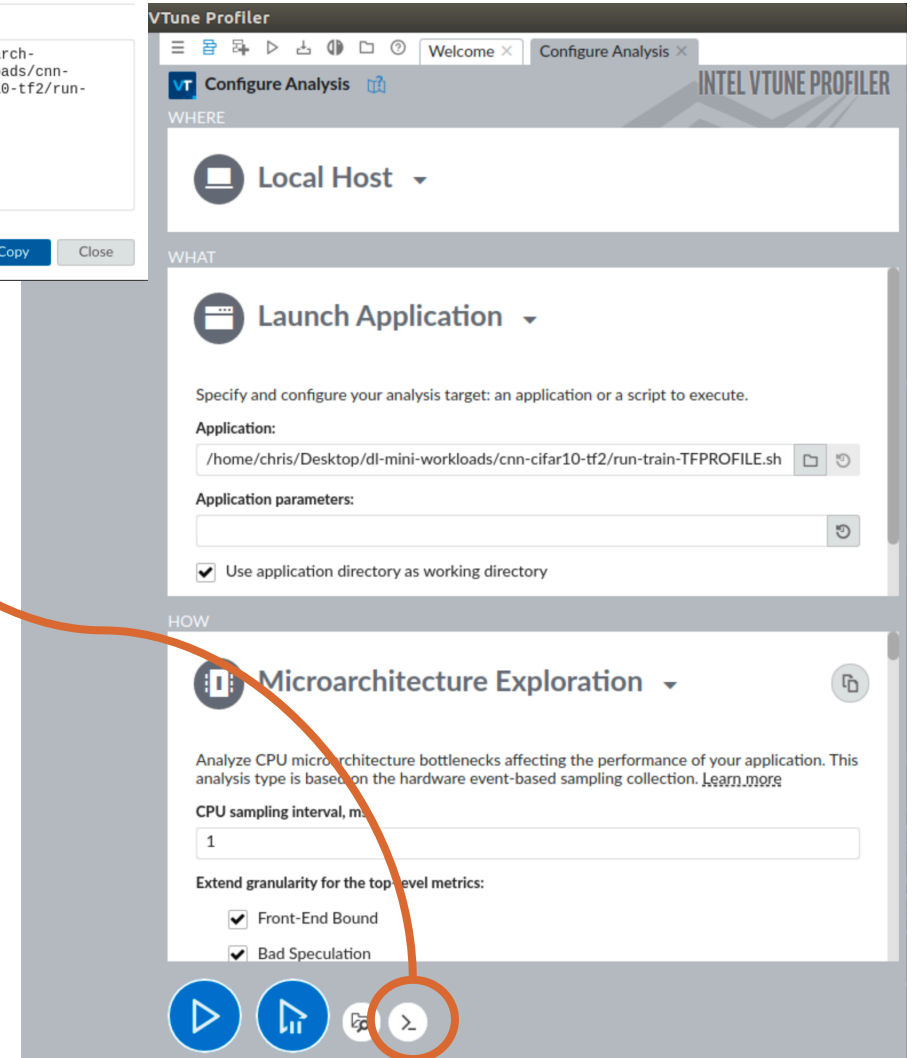 VTune Profiler
Welcome ×
Configure Analysis ×
arch-
ads/cnn-
0-tf2/run-
Copy
Close
VT Configure Analysis
INTEL VTUNE PROFILER
WHERE
Local Host
WHAT
Launch Application
Specify and configure your analysis target: an application or a script to execute.
Application:
/home/chris/Desktop/dl-mini-workloads/cnn-cifar10-tf2/run-train-TFPROFILE.sh
Application parameters:
Use application directory as working directory
HOW
Microarchitecture Exploration
Analyze CPU microarchitecture bottlenecks affecting the performance of your application. This
analysis type is based on the hardware event-based sampling collection. Learn more
CPU sampling interval, ms
1
Extend granularity for the top-level metrics:
Front-End Bound
Bad Speculation